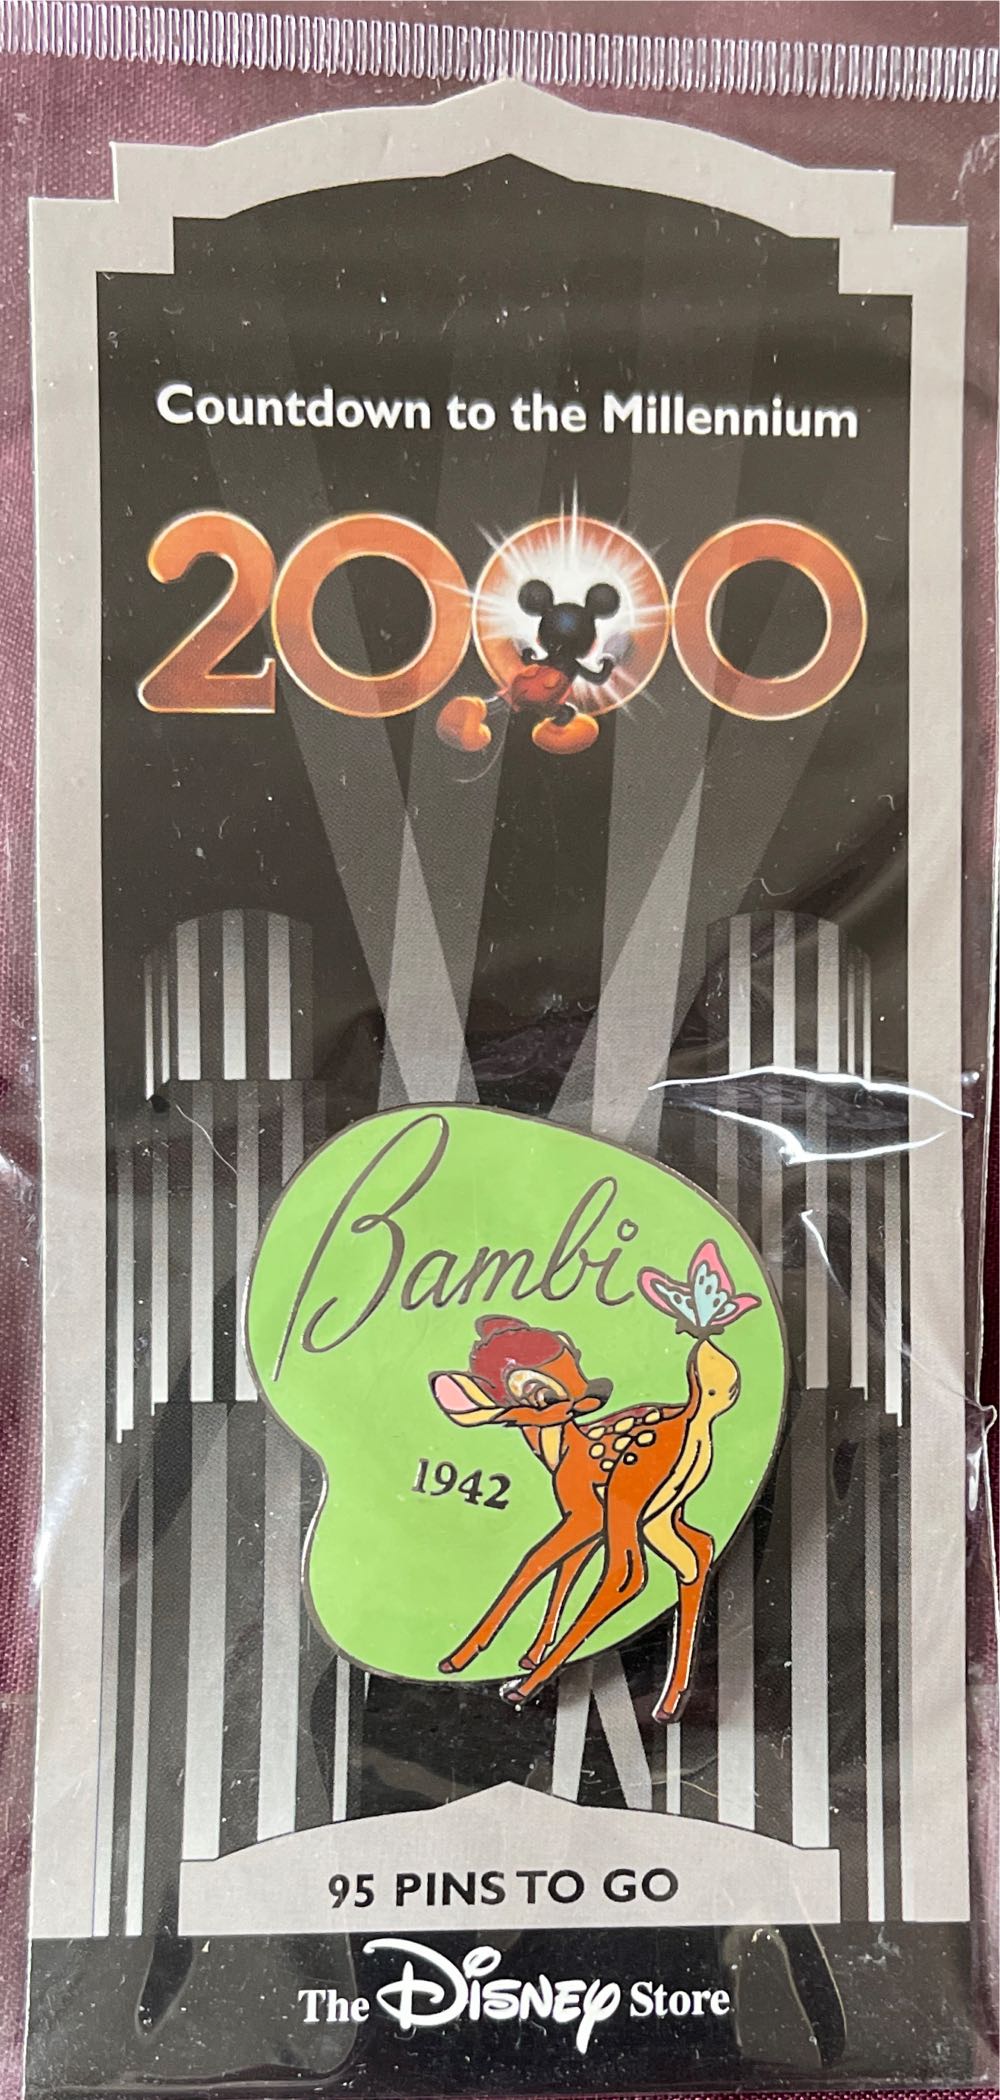 Countdown to the Millennium
2000
Bambi
1942
95 PINS TO GO
The Disney Store